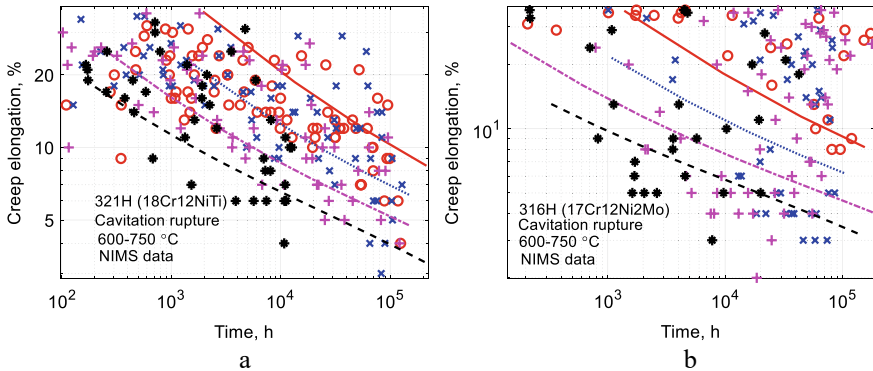 Creep elongation, %
20
10
5
321H (18Cr12NiTi)
Cavitation rupture
600-750 °C
NIMS data
10²
10³
10⁴
10⁵
Time, h
a
Creep elongation, %
10¹
316H (17Cr12Ni2Mo)
Cavitation rupture
600-750 °C
NIMS data
10³
10⁴
10⁵
Time, h
b